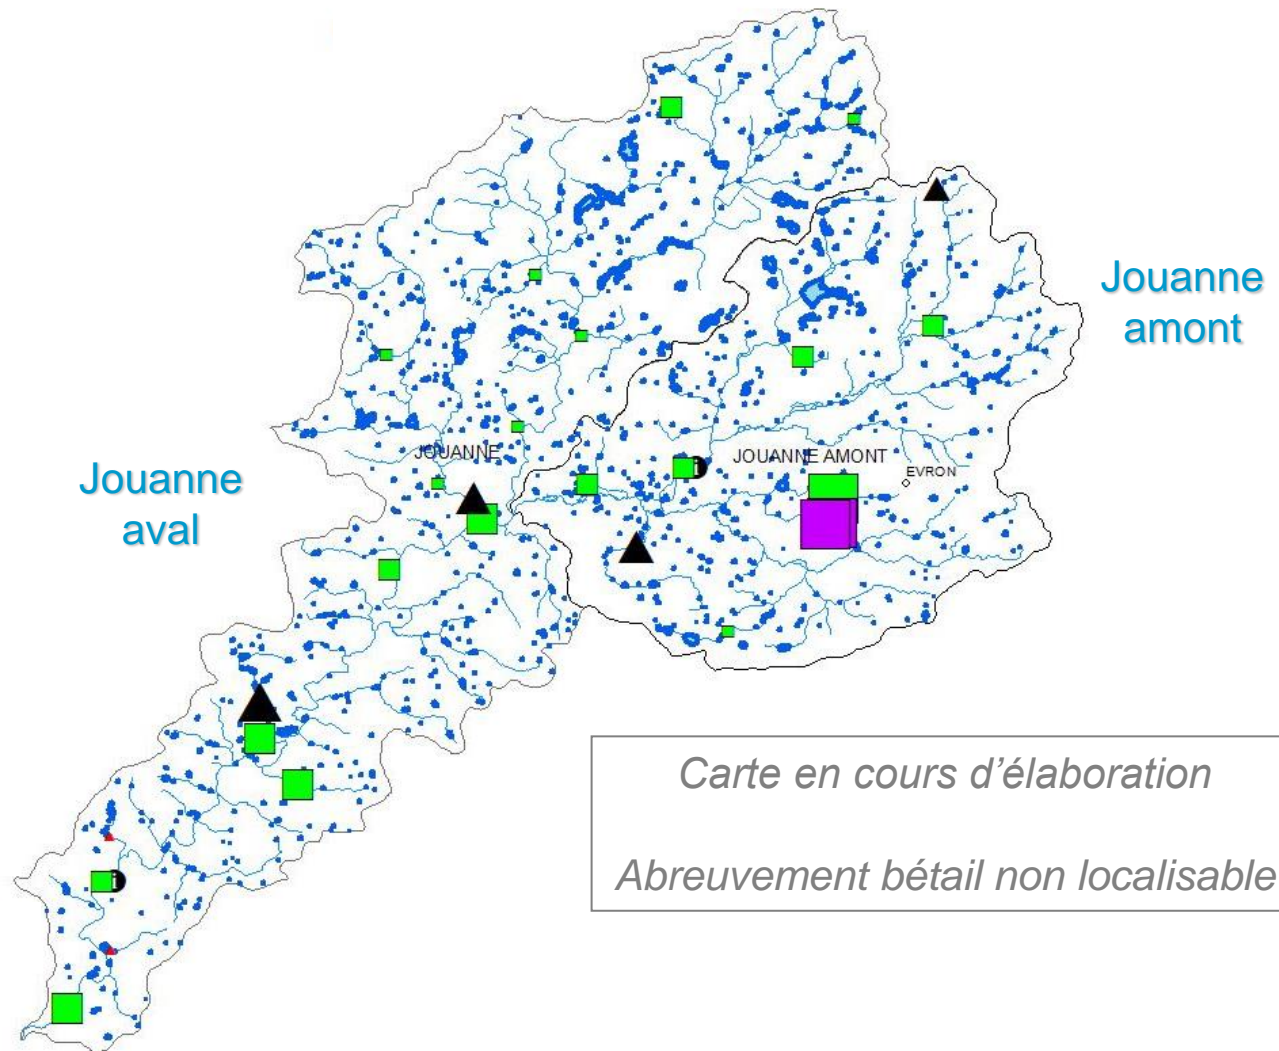 Jouanne
amont
JOUANNE
JOUANNE AMONT
EVRON
Jouanne
aval
Carte en cours d’élaboration
Abreuvement bétail non localisable